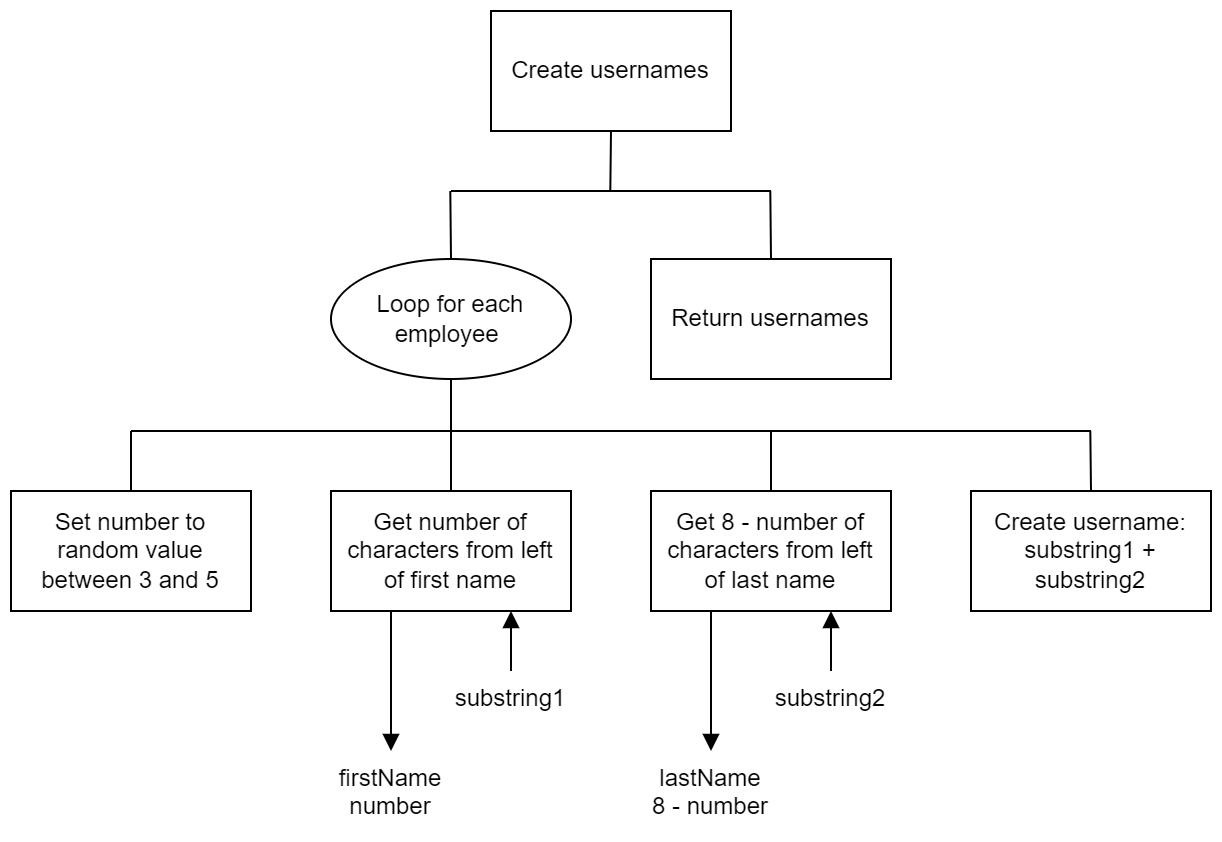 Create usernames
Loop for each
employee
Return usernames
Set number to
random value
between 3 and 5
Get number of
characters from left
of first name
Get 8 - number of
characters from left
of last name
Create username:
substring1 +
substring2
substring1
substring2
firstName
number
lastName
8 - number